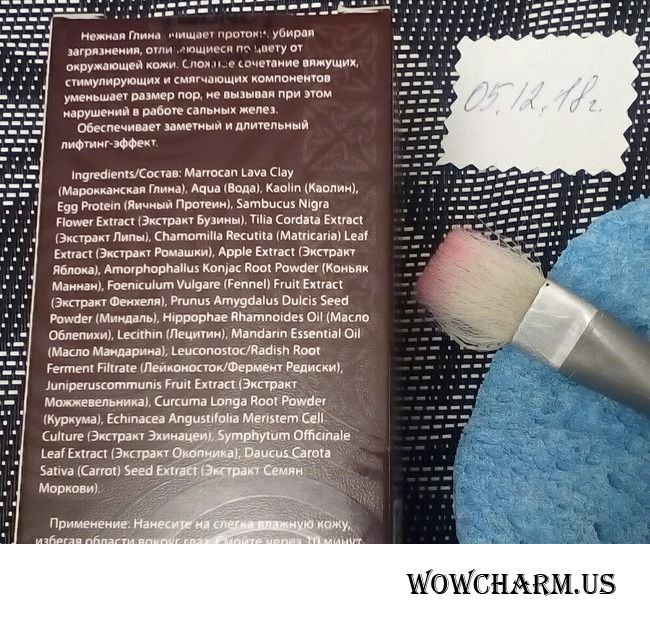 Нежная Глина очищает протоки, убирая
загрязнения, отличающиеся по цвету от
окружающей кожи. Сложное сочетание вяжущих,
стимулирующих и смягчающих компонентов
уменьшает размер пор, не вызывая при этом
нарушений в работе сальных желез.
Обеспечивает заметный и длительный
лифтинг-эффект.
Ingredients/Состав: Marrocan Lava Clay
(Марокканская Глина), Aqua (Вода), Kaolin (Каолин),
Egg Protein (Яичный Протеин), Sambucus Nigra
Flower Extract (Экстракт Бузины), Tilia Cordata Extract
(Экстракт Липы), Chamomilla Recutita (Matricaria) Leaf
Extract (Экстракт Ромашки), Apple Extract (Экстракт
Яблока), Amorphophallus Konjac Root Powder (Коньяк
Маннан), Foeniculum Vulgare (Fennel) Fruit Extract
(Экстракт Фенхеля), Prunus Amygdalus Dulcis Seed
Powder (Миндаль), Hippophae Rhamnoides Oil (Масло
Облепихи), Lecithin (Лецитин), Mandarin Essential Oil
(Масло Мандарина), Leuconostoc/Radish Root
Ferment Filtrate (Лейконосток/Фермент Редиски),
Juniperuscommunis Fruit Extract (Экстракт
Можжевельника), Curcuma Longa Root Powder
(Куркума), Echinacea Angustifolia Meristem Cell
Culture (Экстракт Эхинацеи), Symphytum Officinale
Leaf Extract (Экстракт Окопника), Daucus Carota
Sativa (Carrot) Seed Extract (Экстракт Семян
Моркови).
Применение: Нанесите на слегка влажную кожу,
избегая области вокруг глаз. Смойте через 10 минут
05.12.18г.
WOWCHARM.US